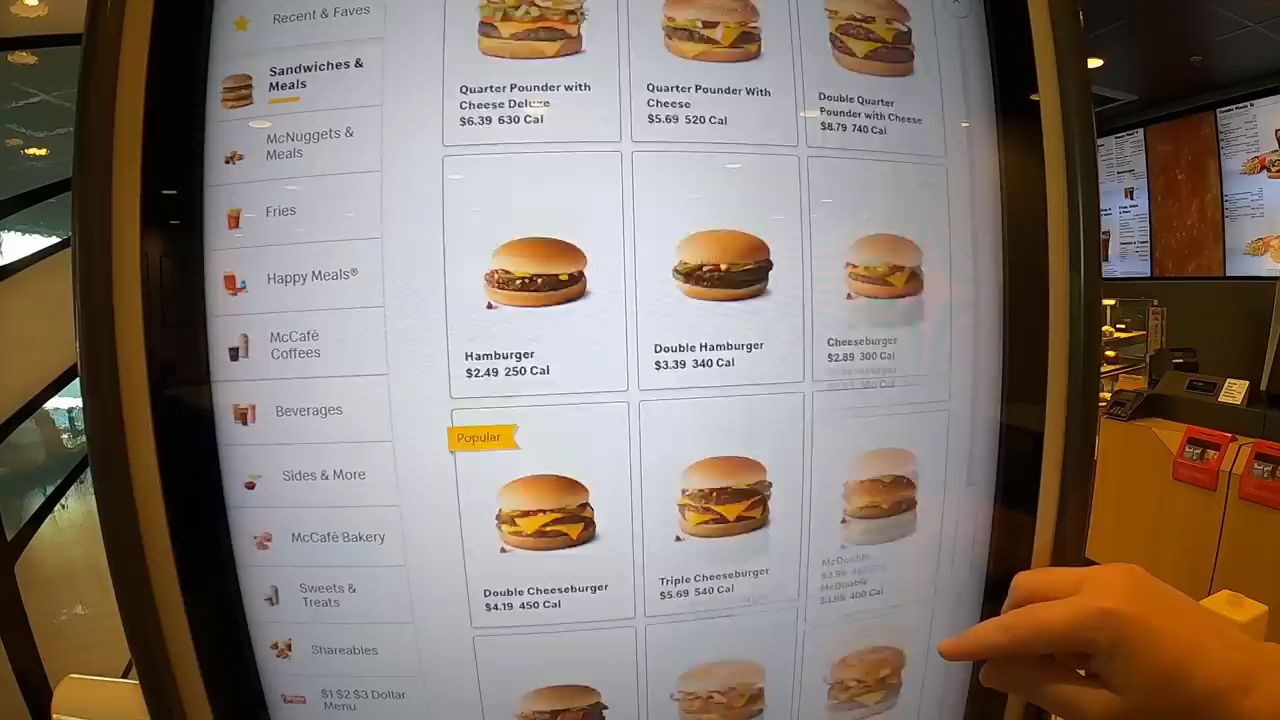 Recent & Faves
Sandwiches &
Meals
McNuggets &
Meals
Fries
Happy Meals®
McCafé
Coffees
Beverages
Sides & More
McCafé Bakery
Sweets &
Treats
Shareables
$1 $2 $3 Dollar
Menu
Quarter Pounder with
Cheese Deluxe
$6.39 630 Cal
Quarter Pounder With
Cheese
$5.69 520 Cal
Double Quarter
Pounder with Cheese
$8.79 740 Cal
Hamburger
$2.49 250 Cal
Double Hamburger
$3.39 340 Cal
Cheeseburger
$2.89 300 Cal
Popular
Double Cheeseburger
$4.19 450 Cal
Triple Cheeseburger
$5.69 540 Cal
McDouble
400 Cal